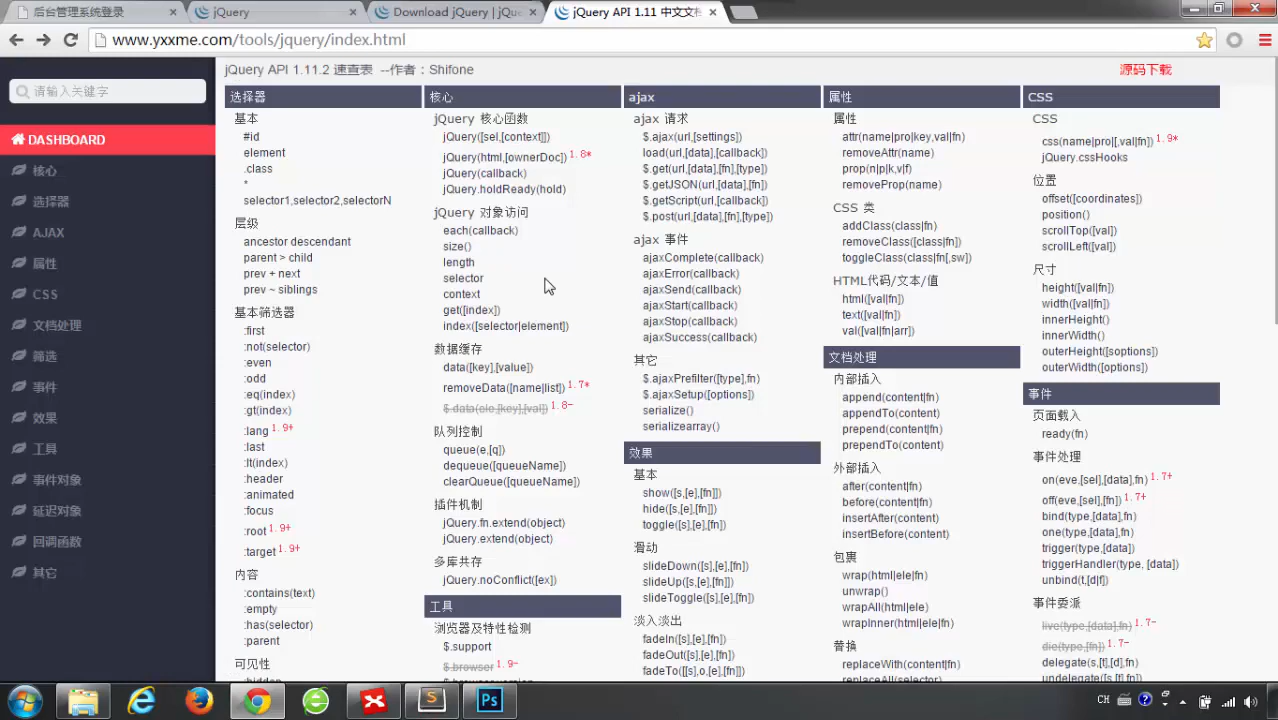 后台管理系统登录
jQuery
Download jQuery | jQu
jQuery API 1.11 中文文档
www.yxxme.com/tools/jquery/index.html
请输入关键字
DASHBOARD
核心
选择器
AJAX
属性
CSS
文档处理
筛选
事件
效果
工具
事件对象
延迟对象
回调函数
其它
jQuery API 1.11.2 速查表 --作者：Shifone
源码下载
选择器
基本
#id
element
.class
*
selector1,selector2,selectorN
层级
ancestor descendant
parent > child
prev + next
prev ~ siblings
基本筛选器
:first
:not(selector)
:even
:odd
:eq(index)
:gt(index)
:lang 1.9+
:last
:lt(index)
:header
:animated
:focus
:root 1.9+
:target 1.9+
内容
:contains(text)
:empty
:has(selector)
:parent
可见性
:hidden
核心
jQuery 核心函数
jQuery([sel,[context]])
jQuery(html,[ownerDoc]) 1.8*
jQuery(callback)
jQuery.holdReady(hold)
jQuery 对象访问
each(callback)
size()
length
selector
context
get([index])
index([selector|element])
数据缓存
data([key],[value])
removeData([name|list]) 1.7*
$.data(ele,[key],[val]) 1.8-
队列控制
queue(e,[q])
dequeue([queueName])
clearQueue([queueName])
插件机制
jQuery.fn.extend(object)
jQuery.extend(object)
多库共存
jQuery.noConflict([ex])
工具
浏览器及特性检测
$.support
$.browser 1.9-
$.browser.version
ajax
ajax 请求
$.ajax(url,[settings])
load(url,[data],[callback])
$.get(url,[data],[fn],[type])
$.getJSON(url,[data],[fn])
$.getScript(url,[callback])
$.post(url,[data],[fn],[type])
ajax 事件
ajaxComplete(callback)
ajaxError(callback)
ajaxSend(callback)
ajaxStart(callback)
ajaxStop(callback)
ajaxSuccess(callback)
其它
$.ajaxPrefilter([type],fn)
$.ajaxSetup([options])
serialize()
serializearray()
效果
基本
show([s,[e],[fn]])
hide([s,[e],[fn]])
toggle([s],[e],[fn])
滑动
slideDown([s],[e],[fn])
slideUp([s,[e],[fn]])
slideToggle([s],[e],[fn])
淡入淡出
fadeIn([s],[e],[fn])
fadeOut([s],[e],[fn])
fadeTo([[s],o,[e],[fn]])
属性
属性
attr(name|pro|key,val|fn)
removeAttr(name)
prop(n|p|k,v|f)
removeProp(name)
CSS 类
addClass(class|fn)
removeClass([class|fn])
toggleClass(class|fn[,sw])
HTML代码/文本/值
html([val|fn])
text([val|fn])
val([val|fn|arr])
文档处理
内部插入
append(content|fn)
appendTo(content)
prepend(content|fn)
prependTo(content)
外部插入
after(content|fn)
before(content|fn)
insertAfter(content)
insertBefore(content)
包裹
wrap(html|ele|fn)
unwrap()
wrapAll(html|ele)
wrapInner(html|ele|fn)
替换
replaceWith(content|fn)
replaceAll(selector)
CSS
CSS
css(name|pro|[,val|fn]) 1.9*
jQuery.cssHooks
位置
offset([coordinates])
position()
scrollTop([val])
scrollLeft([val])
尺寸
height([val|fn])
width([val|fn])
innerHeight()
innerWidth()
outerHeight([soptions])
outerWidth([options])
事件
页面载入
ready(fn)
事件处理
on(eve,[sel],[data],fn) 1.7+
off(eve,[sel],[fn]) 1.7+
bind(type,[data],fn)
one(type,[data],fn)
trigger(type,[data])
triggerHandler(type, [data])
unbind(t,[d|f])
事件委派
live(type,[data],fn) 1.7-
die(type,[fn]) 1.7-
delegate(s,[t],[d],fn)
undelegate([s,[t],fn])
S
Ps
CH